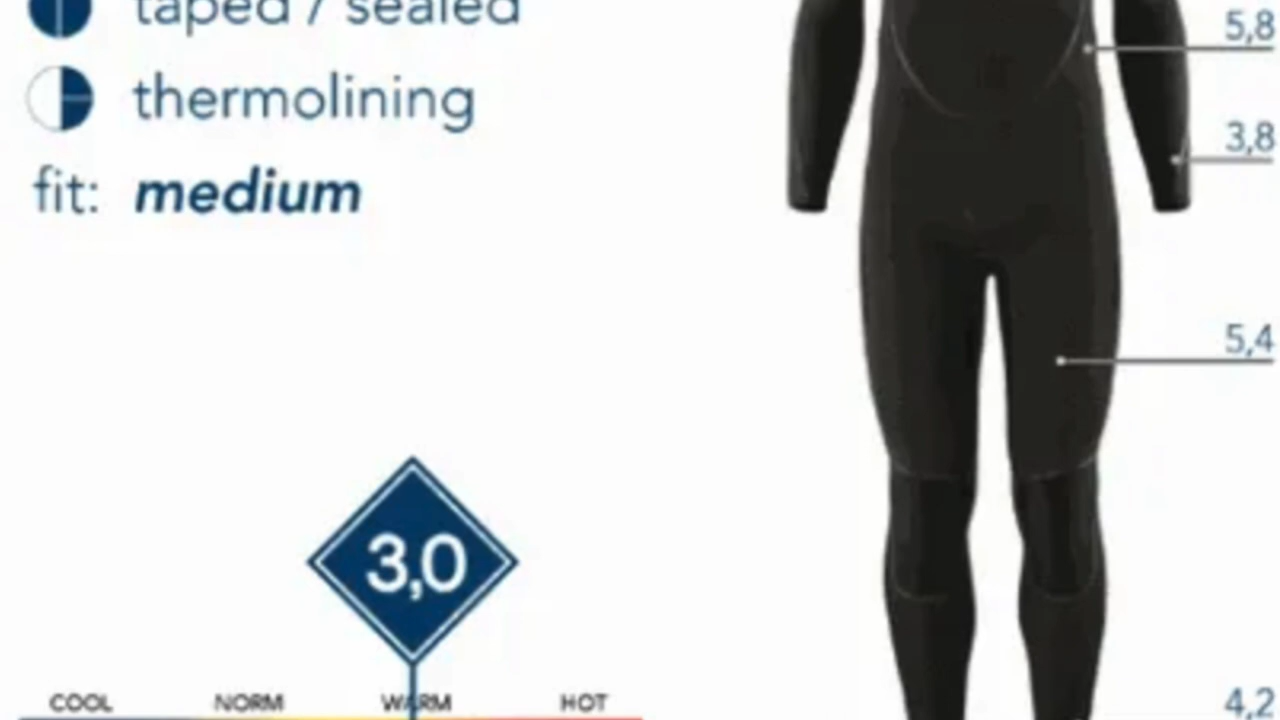 taped / sealed
thermolining
fit: medium
5,8
3,8
5,4
3,0
COOL NORM WARM HOT
4,2